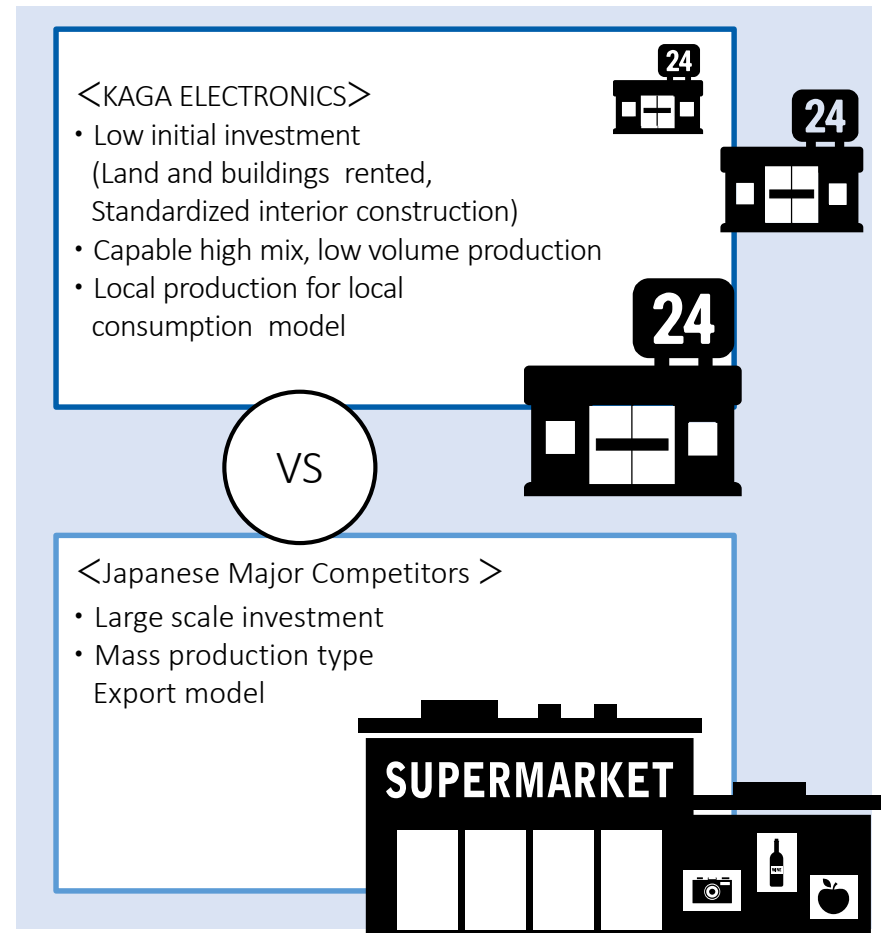 <KAGA ELECTRONICS>
・Low initial investment
(Land and buildings rented,
Standardized interior construction)
・Capable high mix, low volume production
・Local production for local
consumption model
24
24
24
VS
<Japanese Major Competitors >
・Large scale investment
・Mass production type
Export model
SUPERMARKET